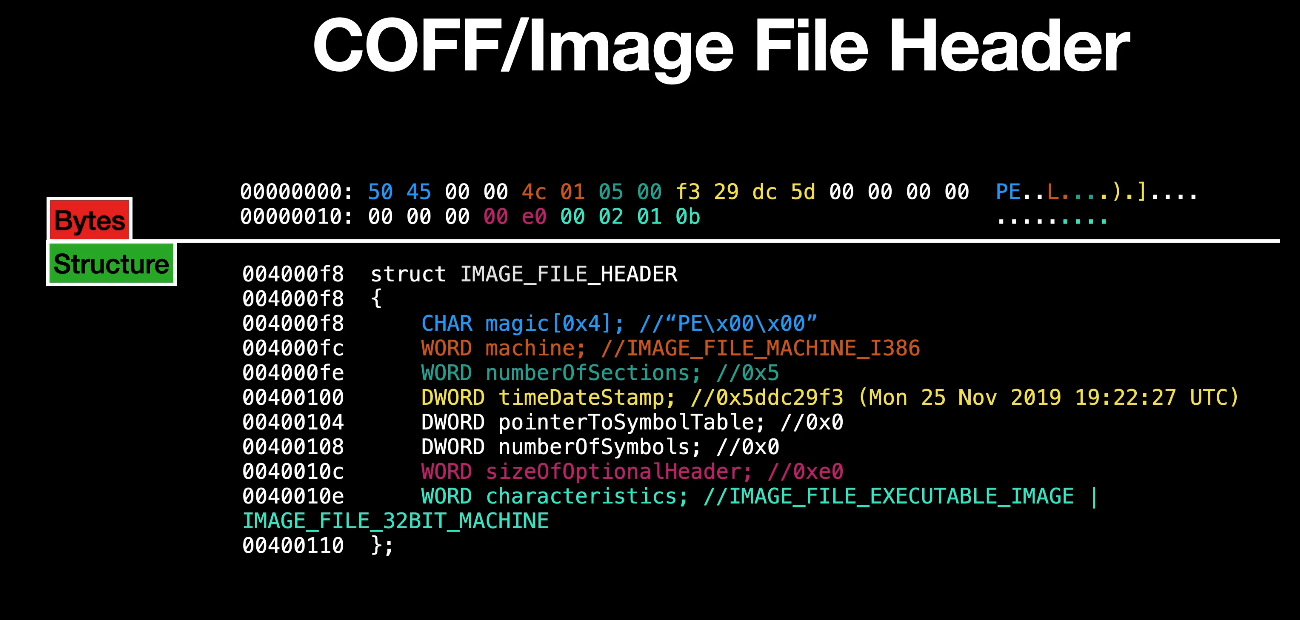 COFF/Image File Header
00000000: 50 45 00 00 4c 01 05 00 f3 29 dc 5d 00 00 00 00  PE..L....).]....
00000010: 00 00 00 00 e0 00 02 01 0b  .........
Bytes
Structure
004000f8  struct IMAGE_FILE_HEADER
004000f8  {
004000f8      CHAR magic[0x4]; //“PE\x00\x00”
004000fc      WORD machine; //IMAGE_FILE_MACHINE_I386
004000fe      WORD numberOfSections; //0x5
00400100      DWORD timeDateStamp; //0x5ddc29f3 (Mon 25 Nov 2019 19:22:27 UTC)
00400104      DWORD pointerToSymbolTable; //0x0
00400108      DWORD numberOfSymbols; //0x0
0040010c      WORD sizeOfOptionalHeader; //0xe0
0040010e      WORD characteristics; //IMAGE_FILE_EXECUTABLE_IMAGE |
IMAGE_FILE_32BIT_MACHINE
00400110  };